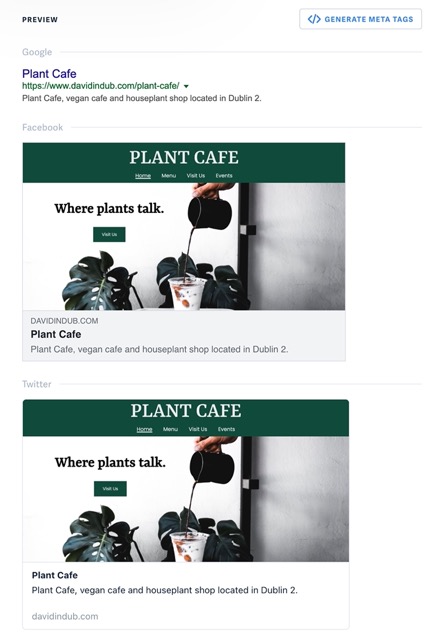 PREVIEW
</> GENERATE META TAGS
Google
Plant Cafe
https://www.davidindub.com/plant-cafe/
Plant Cafe, vegan cafe and houseplant shop located in Dublin 2.
Facebook
PLANT CAFE
Home Menu Visit Us Events
Where plants talk.
Visit Us
DAVIDINDUB.COM
Plant Cafe
Plant Cafe, vegan cafe and houseplant shop located in Dublin 2.
Twitter
PLANT CAFE
Home Menu Visit Us Events
Where plants talk.
Visit Us
Plant Cafe
Plant Cafe, vegan cafe and houseplant shop located in Dublin 2.
davidindub.com